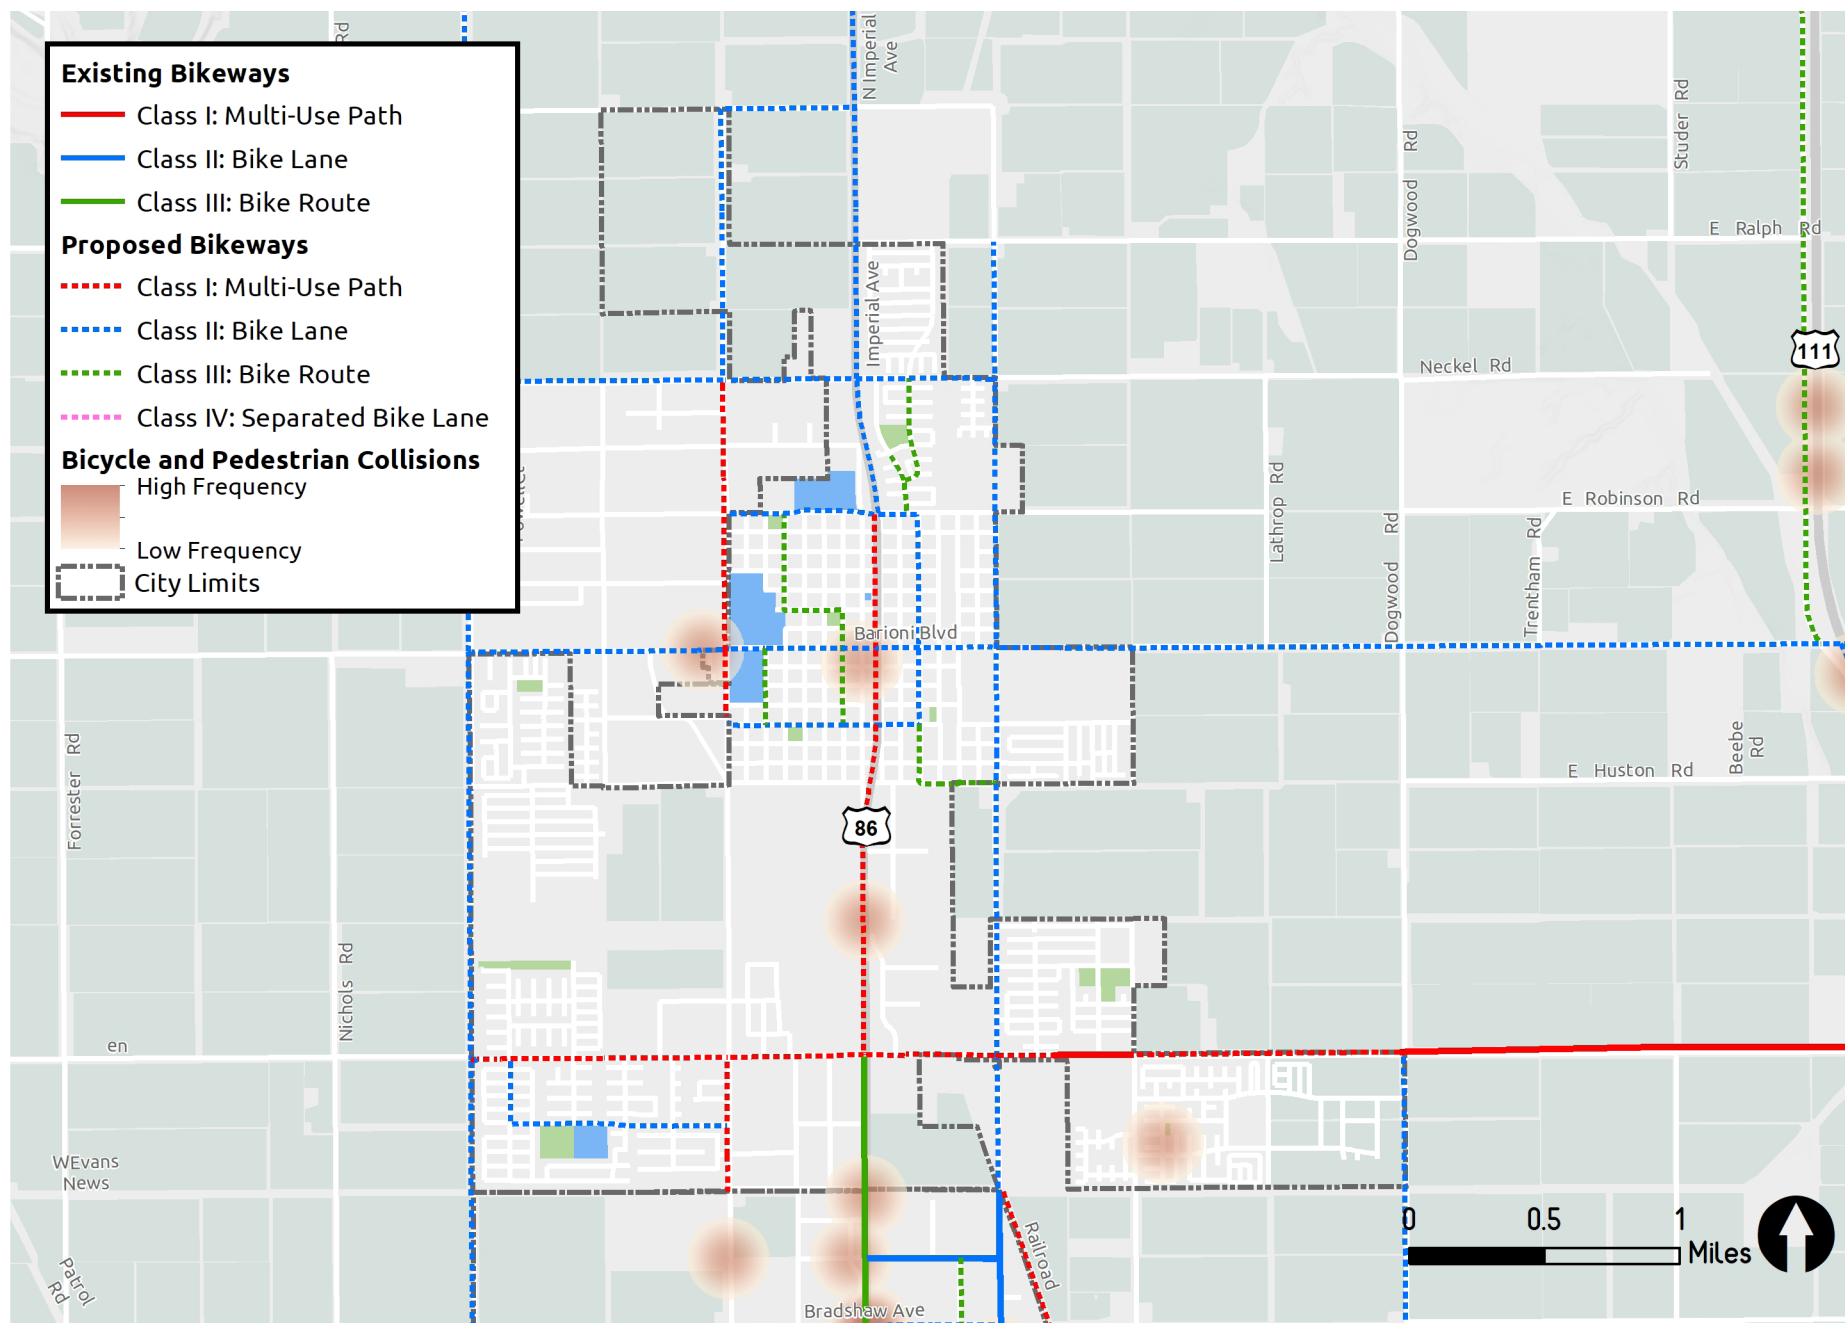 Existing Bikeways
Class I: Multi-Use Path
Class II: Bike Lane
Class III: Bike Route
Proposed Bikeways
Class I: Multi-Use Path
Class II: Bike Lane
Class III: Bike Route
Class IV: Separated Bike Lane
Bicycle and Pedestrian Collisions
High Frequency
Low Frequency
City Limits
Rd
N Imperial
Ave
Imperial Ave
Dogwood Rd
Studer Rd
E Ralph Rd
111
Neckel Rd
Lathrop Rd
E Robinson Rd
Dogwood Rd
Trentham Rd
Barioni Blvd
Forrester Rd
Beebe
Rd
E Huston Rd
86
Nichols Rd
en
WEvans
News
Patrol
Rd
Railroad
Bradshaw Ave
0 0.5 1
Miles